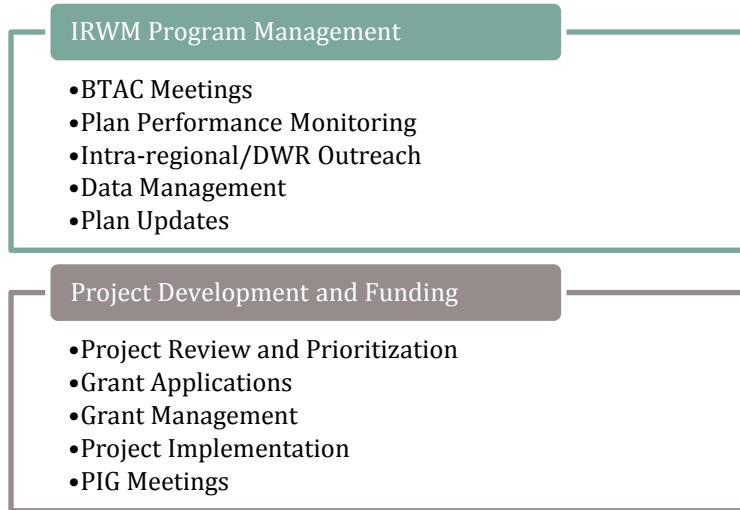 IRWM Program Management
•BTAC Meetings
•Plan Performance Monitoring
•Intra-regional/DWR Outreach
•Data Management
•Plan Updates
Project Development and Funding
•Project Review and Prioritization
•Grant Applications
•Grant Management
•Project Implementation
•PIG Meetings